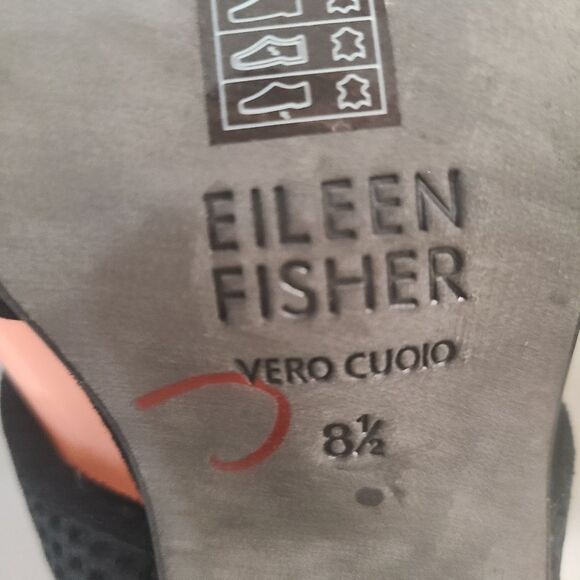 EILEEN
FISHER
VERO CUOIO
8½